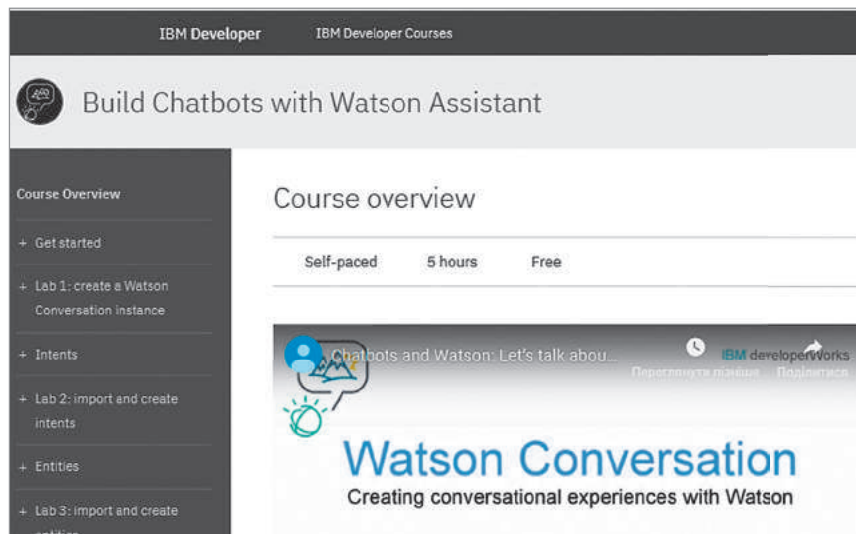 IBM Developer IBM Developer Courses
Build Chatbots with Watson Assistant
Course Overview
+ Get started
+ Lab 1: create a Watson
Conversation instance
+ Intents
+ Lab 2: import and create
intents
+ Entities
+ Lab 3: import and create
entities
Course overview
Self-paced 5 hours Free
Chatbots and Watson: Let's talk abou...
IBM developerWorks
Переглянути пізніше Поділитися
Watson Conversation
Creating conversational experiences with Watson